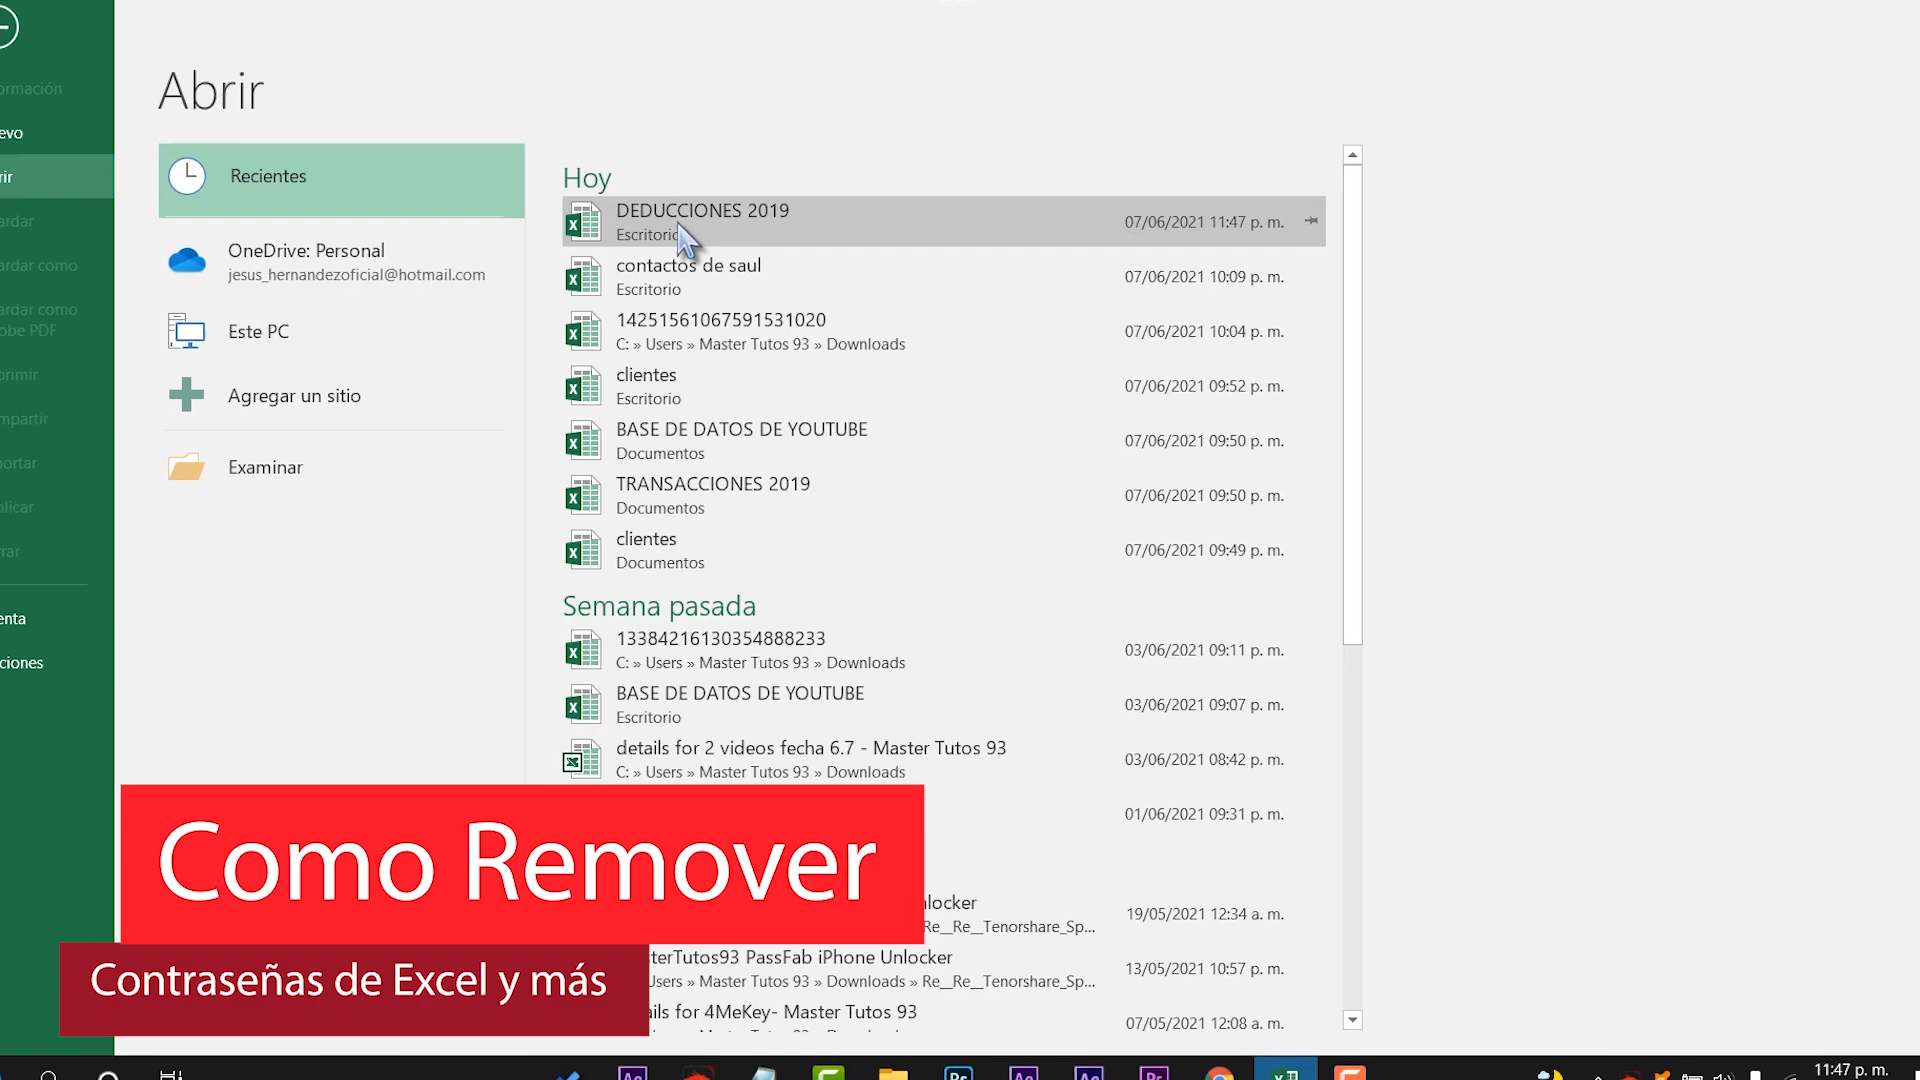 Abrir
ormación
evo
rir
ardar
ardar como
ardar como
obe PDF
primir
mpartir
portar
blicar
rrar
enta
ciones
Recientes
OneDrive: Personal
jesus_hernandezoficial@hotmail.com
Este PC
Agregar un sitio
Examinar
Hoy
DEDUCCIONES 2019
Escritorio
07/06/2021 11:47 p. m.
contactos de saul
Escritorio
07/06/2021 10:09 p. m.
14251561067591531020
C: » Users » Master Tutos 93 » Downloads
07/06/2021 10:04 p. m.
clientes
Escritorio
07/06/2021 09:52 p. m.
BASE DE DATOS DE YOUTUBE
Documentos
07/06/2021 09:50 p. m.
TRANSACCIONES 2019
Documentos
07/06/2021 09:50 p. m.
clientes
Documentos
07/06/2021 09:49 p. m.
Semana pasada
13384216130354888233
C: » Users » Master Tutos 93 » Downloads
03/06/2021 09:11 p. m.
BASE DE DATOS DE YOUTUBE
Escritorio
03/06/2021 09:07 p. m.
details for 2 videos fecha 6.7 - Master Tutos 93
C: » Users » Master Tutos 93 » Downloads
03/06/2021 08:42 p. m.
01/06/2021 09:31 p. m.
nlocker
Re__Re__Tenorshare_Sp...
19/05/2021 12:34 a. m.
sterTutos93 PassFab iPhone Unlocker
Users » Master Tutos 93 » Downloads » Re__Re__Tenorshare_Sp...
13/05/2021 10:57 p. m.
ails for 4MeKey- Master Tutos 93
07/05/2021 12:08 a. m.
Como Remover
Contraseñas de Excel y más
11:47 p. m.